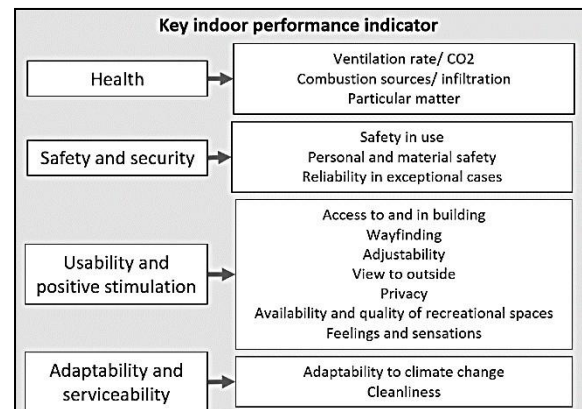 Key indoor performance indicator
Health
Ventilation rate/ CO2
Combustion sources/ infiltration
Particular matter
Safety and security
Safety in use
Personal and material safety
Reliability in exceptional cases
Usability and
positive stimulation
Access to and in building
Wayfinding
Adjustability
View to outside
Privacy
Availability and quality of recreational spaces
Feelings and sensations
Adaptability and
serviceability
Adaptability to climate change
Cleanliness